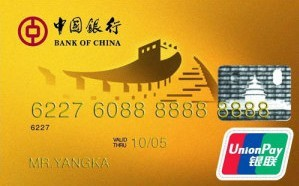 中国银行
BANK OF CHINA
6227 6088 8888 8888
6227
VALID THRU 10/05
MR.YANGKA
UnionPay
银联